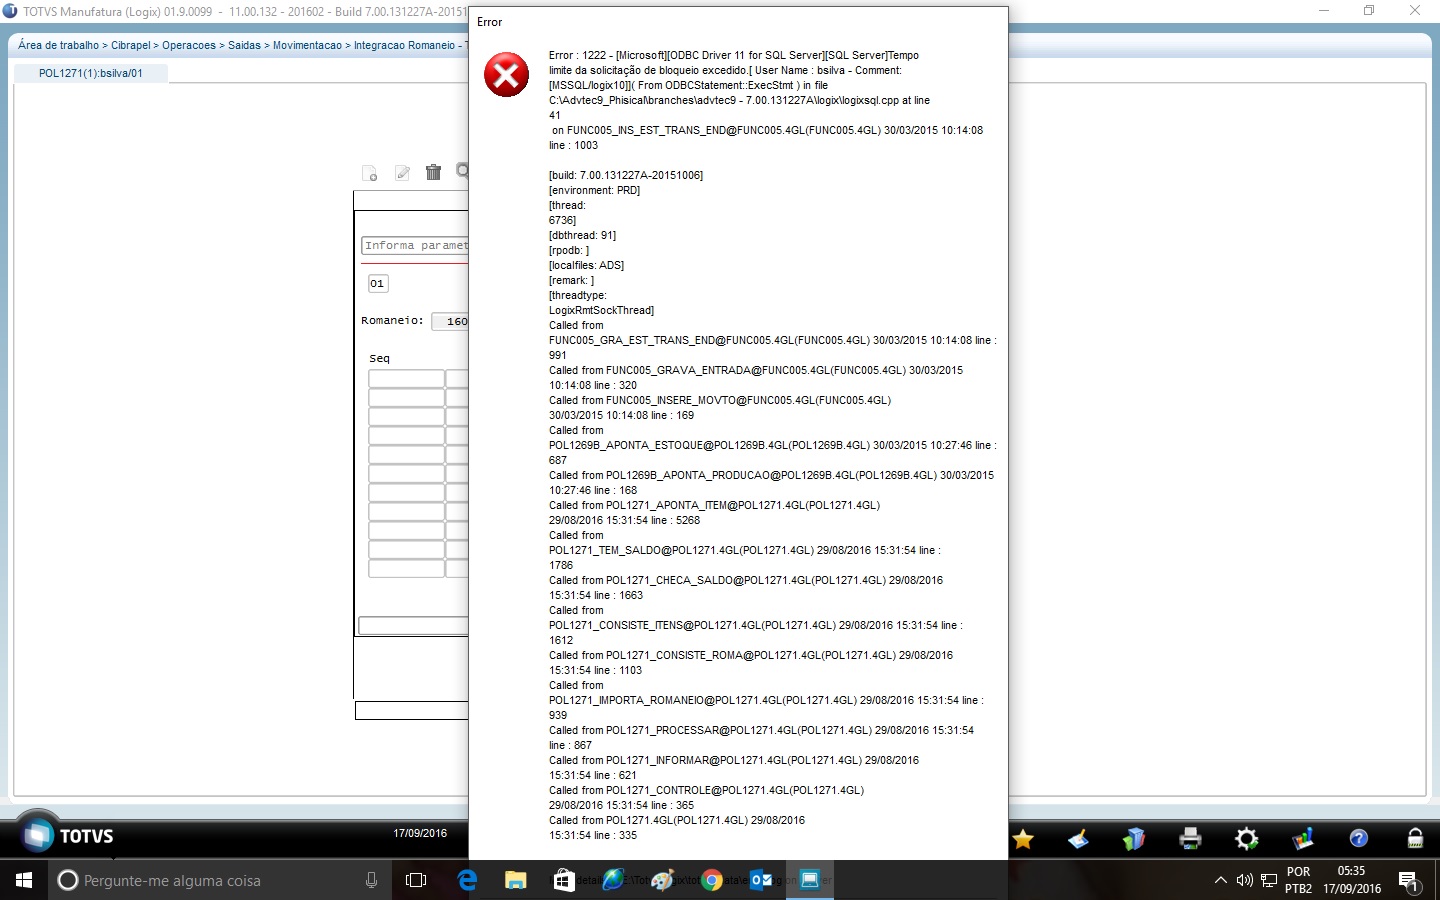 TOTVS Manufatura (Logix) 01.9.0099 - 11.00.132 - 201602 - Build 7.00.131227A-20151
Error
Área de trabalho > Cibrapel > Operacoes > Saidas > Movimentacao > Integracao Romaneio -
POL1271(1):bsilva/01
Informa paramet
01
Romaneio: 160
Seq
Error : 1222 - [Microsoft][ODBC Driver 11 for SQL Server][SQL Server]Tempo
limite da solicitação de bloqueio excedido.[ User Name : bsilva - Comment:
[MSSQL/logix10]]( From ODBCStatement::ExecStmt ) in file
C:\Advtec9_Phisical\branches\advtec9 - 7.00.131227A\logix\logixsql.cpp at line
41
on FUNC005_INS_EST_TRANS_END@FUNC005.4GL(FUNC005.4GL) 30/03/2015 10:14:08
line : 1003
[build: 7.00.131227A-20151006]
[environment: PRD]
[thread:
6736]
[dbthread: 91]
[rpodb: ]
[localfiles: ADS]
[remark: ]
[threadtype:
LogixRmtSockThread]
Called from
FUNC005_GRA_EST_TRANS_END@FUNC005.4GL(FUNC005.4GL) 30/03/2015 10:14:08 line :
991
Called from FUNC005_GRAVA_ENTRADA@FUNC005.4GL(FUNC005.4GL) 30/03/2015
10:14:08 line : 320
Called from FUNC005_INSERE_MOVTO@FUNC005.4GL(FUNC005.4GL)
30/03/2015 10:14:08 line : 169
Called from
POL1269B_APONTA_ESTOQUE@POL1269B.4GL(POL1269B.4GL) 30/03/2015 10:27:46 line :
687
Called from POL1269B_APONTA_PRODUCAO@POL1269B.4GL(POL1269B.4GL) 30/03/2015
10:27:46 line : 168
Called from POL1271_APONTA_ITEM@POL1271.4GL(POL1271.4GL)
29/08/2016 15:31:54 line : 5268
Called from
POL1271_TEM_SALDO@POL1271.4GL(POL1271.4GL) 29/08/2016 15:31:54 line :
1786
Called from POL1271_CHECA_SALDO@POL1271.4GL(POL1271.4GL) 29/08/2016
15:31:54 line : 1663
Called from
POL1271_CONSISTE_ITENS@POL1271.4GL(POL1271.4GL) 29/08/2016 15:31:54 line :
1612
Called from POL1271_CONSISTE_ROMA@POL1271.4GL(POL1271.4GL) 29/08/2016
15:31:54 line : 1103
Called from
POL1271_IMPORTA_ROMANEIO@POL1271.4GL(POL1271.4GL) 29/08/2016 15:31:54 line :
939
Called from POL1271_PROCESSAR@POL1271.4GL(POL1271.4GL) 29/08/2016 15:31:54
line : 867
Called from POL1271_INFORMAR@POL1271.4GL(POL1271.4GL) 29/08/2016
15:31:54 line : 621
Called from POL1271_CONTROLE@POL1271.4GL(POL1271.4GL)
29/08/2016 15:31:54 line : 365
Called from POL1271.4GL(POL1271.4GL) 29/08/2016
15:31:54 line : 335
TOTVS
17/09/2016
Pergunte-me alguma coisa
POR
PTB2
05:35
17/09/2016
1